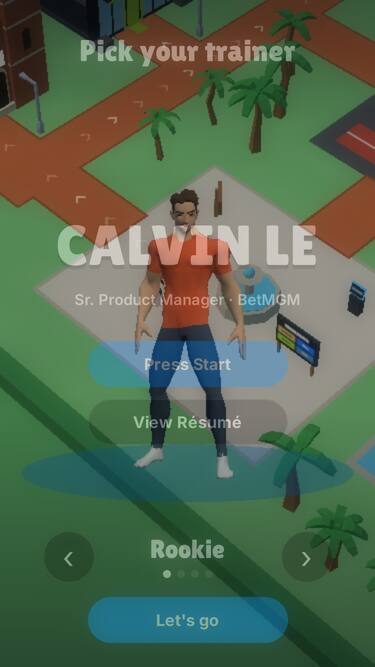 Pick your trainer
CALVIN LE
Sr. Product Manager · BetMGM
Press Start
View Résumé
Rookie
Let's go